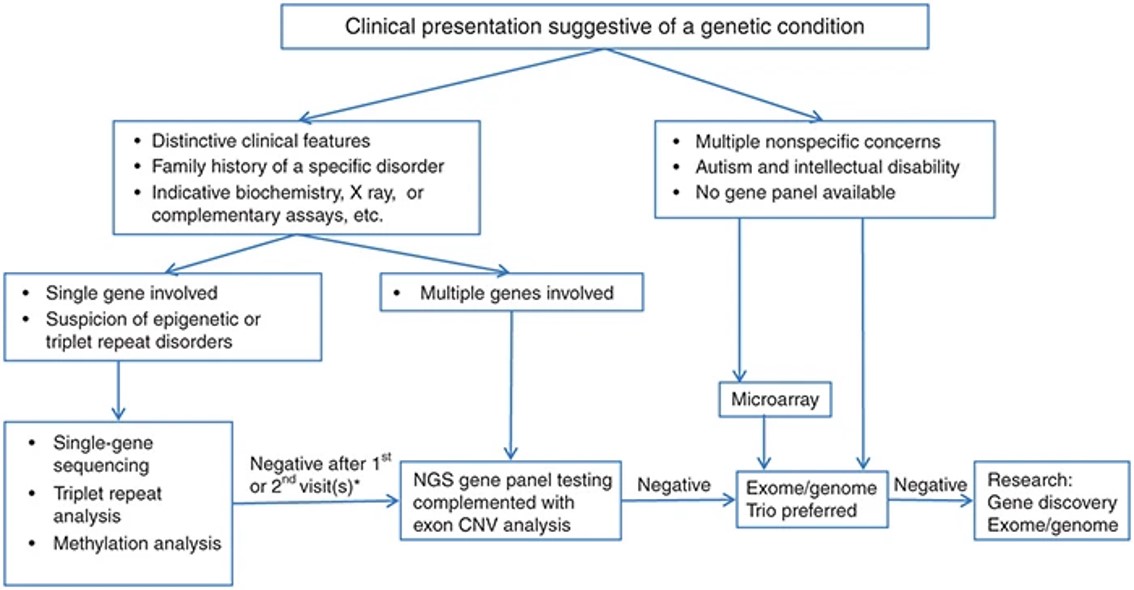 Clinical presentation suggestive of a genetic condition
• Distinctive clinical features
• Family history of a specific disorder
• Indicative biochemistry, X ray, or
complementary assays, etc.
• Multiple nonspecific concerns
• Autism and intellectual disability
• No gene panel available
• Single gene involved
• Suspicion of epigenetic or
triplet repeat disorders
• Multiple genes involved
Microarray
• Single-gene
sequencing
• Triplet repeat
analysis
• Methylation analysis
Negative after 1st
or 2nd visit(s)*
NGS gene panel testing
complemented with
exon CNV analysis
Negative
Exome/genome
Trio preferred
Negative
Research:
Gene discovery
Exome/genome